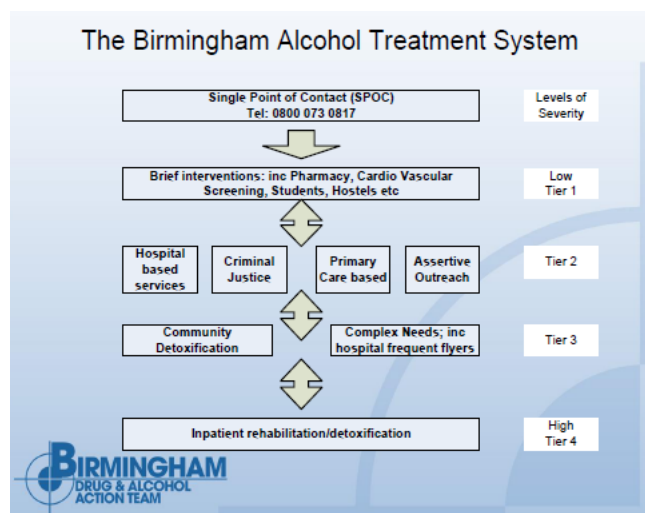 The Birmingham Alcohol Treatment System
Single Point of Contact (SPOC)
Tel: 0800 073 0817
Levels of
Severity
Brief interventions: inc Pharmacy, Cardio Vascular
Screening, Students, Hostels etc
Low
Tier 1
Hospital
based
services
Criminal
Justice
Primary
Care based
Assertive
Outreach
Tier 2
Community
Detoxification
Complex Needs; inc
hospital frequent flyers
Tier 3
Inpatient rehabilitation/detoxification
High
Tier 4
BIRMINGHAM
DRUG & ALCOHOL
ACTION TEAM